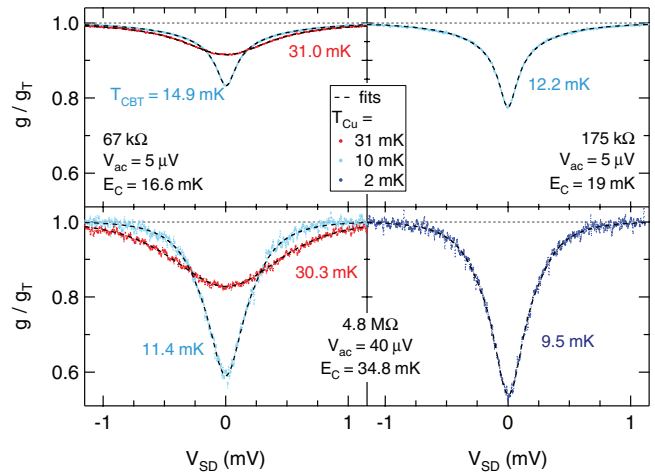 1.0
0.8
0.6
g / g_T
T_CBT = 14.9 mK
31.0 mK
67 kΩ
V_ac = 5 μV
E_C = 16.6 mK
12.2 mK
fits
T_Cu =
31 mK
10 mK
2 mK
175 kΩ
V_ac = 5 μV
E_C = 19 mK
1.0
0.8
0.6
g / g_T
30.3 mK
11.4 mK
4.8 MΩ
V_ac = 40 μV
E_C = 34.8 mK
9.5 mK
-1 0 1
-1 0 1
V_SD (mV)
V_SD (mV)